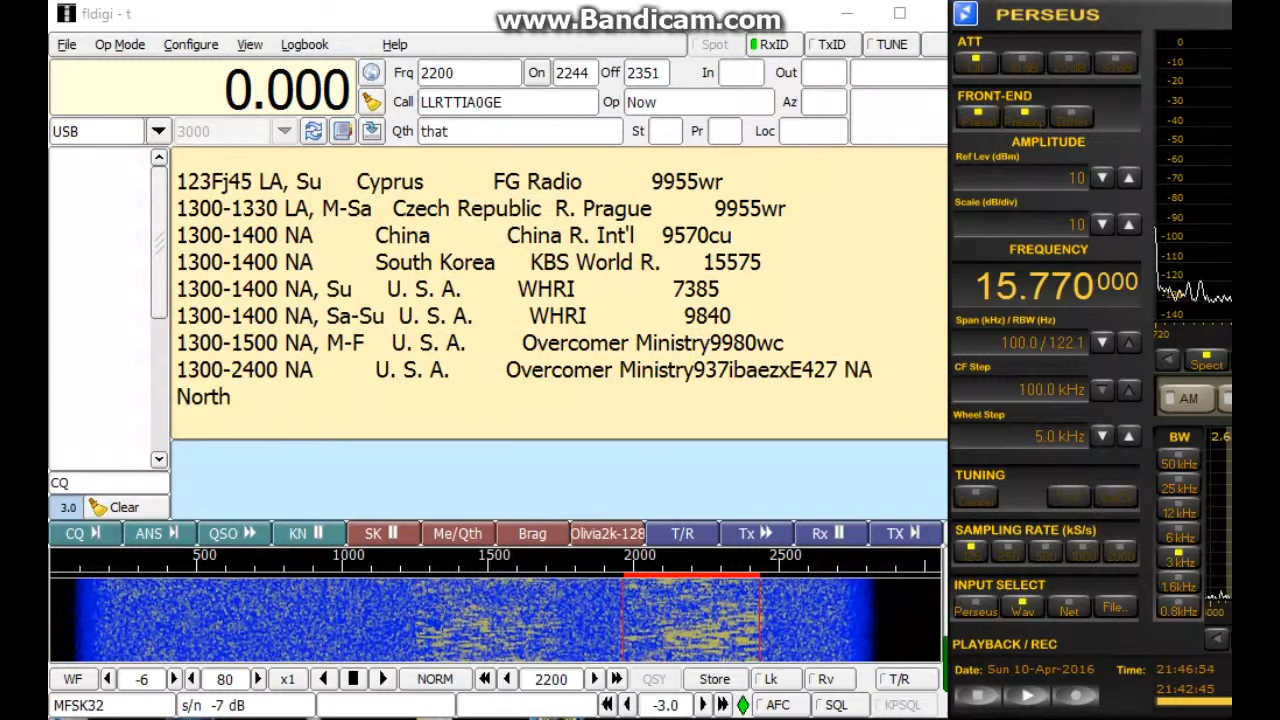 www.Bandicam.com
fldigi - t
File Op Mode Configure View Logbook Help Spot RxID TxID TUNE
0.000 Frq 2200 On 2244 Off 2351 In Out
Call LLRTTIA0GE Op Now Az
USB 3000 Qth that St Pr Loc
123Fj45 LA, Su Cyprus FG Radio 9955wr
1300-1330 LA, M-Sa Czech Republic R. Prague 9955wr
1300-1400 NA China China R. Int'l 9570cu
1300-1400 NA South Korea KBS World R. 15575
1300-1400 NA, Su U. S. A. WHRI 7385
1300-1400 NA, Sa-Su U. S. A. WHRI 9840
1300-1500 NA, M-F U. S. A. Overcomer Ministry9980wc
1300-2400 NA U. S. A. Overcomer Ministry937ibaezxE427 NA
North
CQ
3.0 Clear
CQ ANS QSO KN SK Me/Qth Brag Olivia2k-128 T/R Tx Rx TX
500 1000 1500 2000 2500
WF -6 80 x1 NORM 2200 QSY Store Lk Rv T/R
MFSK32 s/n -7 dB -3.0 AFC SQL KPSQL
PERSEUS
ATT
FRONT-END
AMPLITUDE
Ref Lev (dBm)
10
Scale (dB/div)
10
FREQUENCY
15.770000
Span (kHz) / RBW (Hz)
100.0 / 122.1
CF Step
100.0 kHz
Wheel Step
5.0 kHz
TUNING
SAMPLING RATE (kS/s)
INPUT SELECT
Perseus Wav Net File..
PLAYBACK / REC
Date: Sun 10-Apr-2016 Time: 21:46:54
21:42:45
0
-10
-20
-30
-40
-50
-60
-70
-80
-90
-100
-110
-120
-140
720
Spect
AM
BW 2.6
50 kHz
25 kHz
12 kHz
6 kHz
3 kHz
1.6kHz
0.8kHz
000